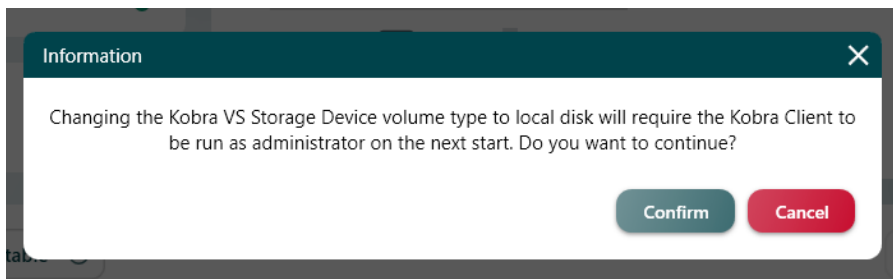 Information
Changing the Kobra VS Storage Device volume type to local disk will require the Kobra Client to
be run as administrator on the next start. Do you want to continue?
Confirm
Cancel